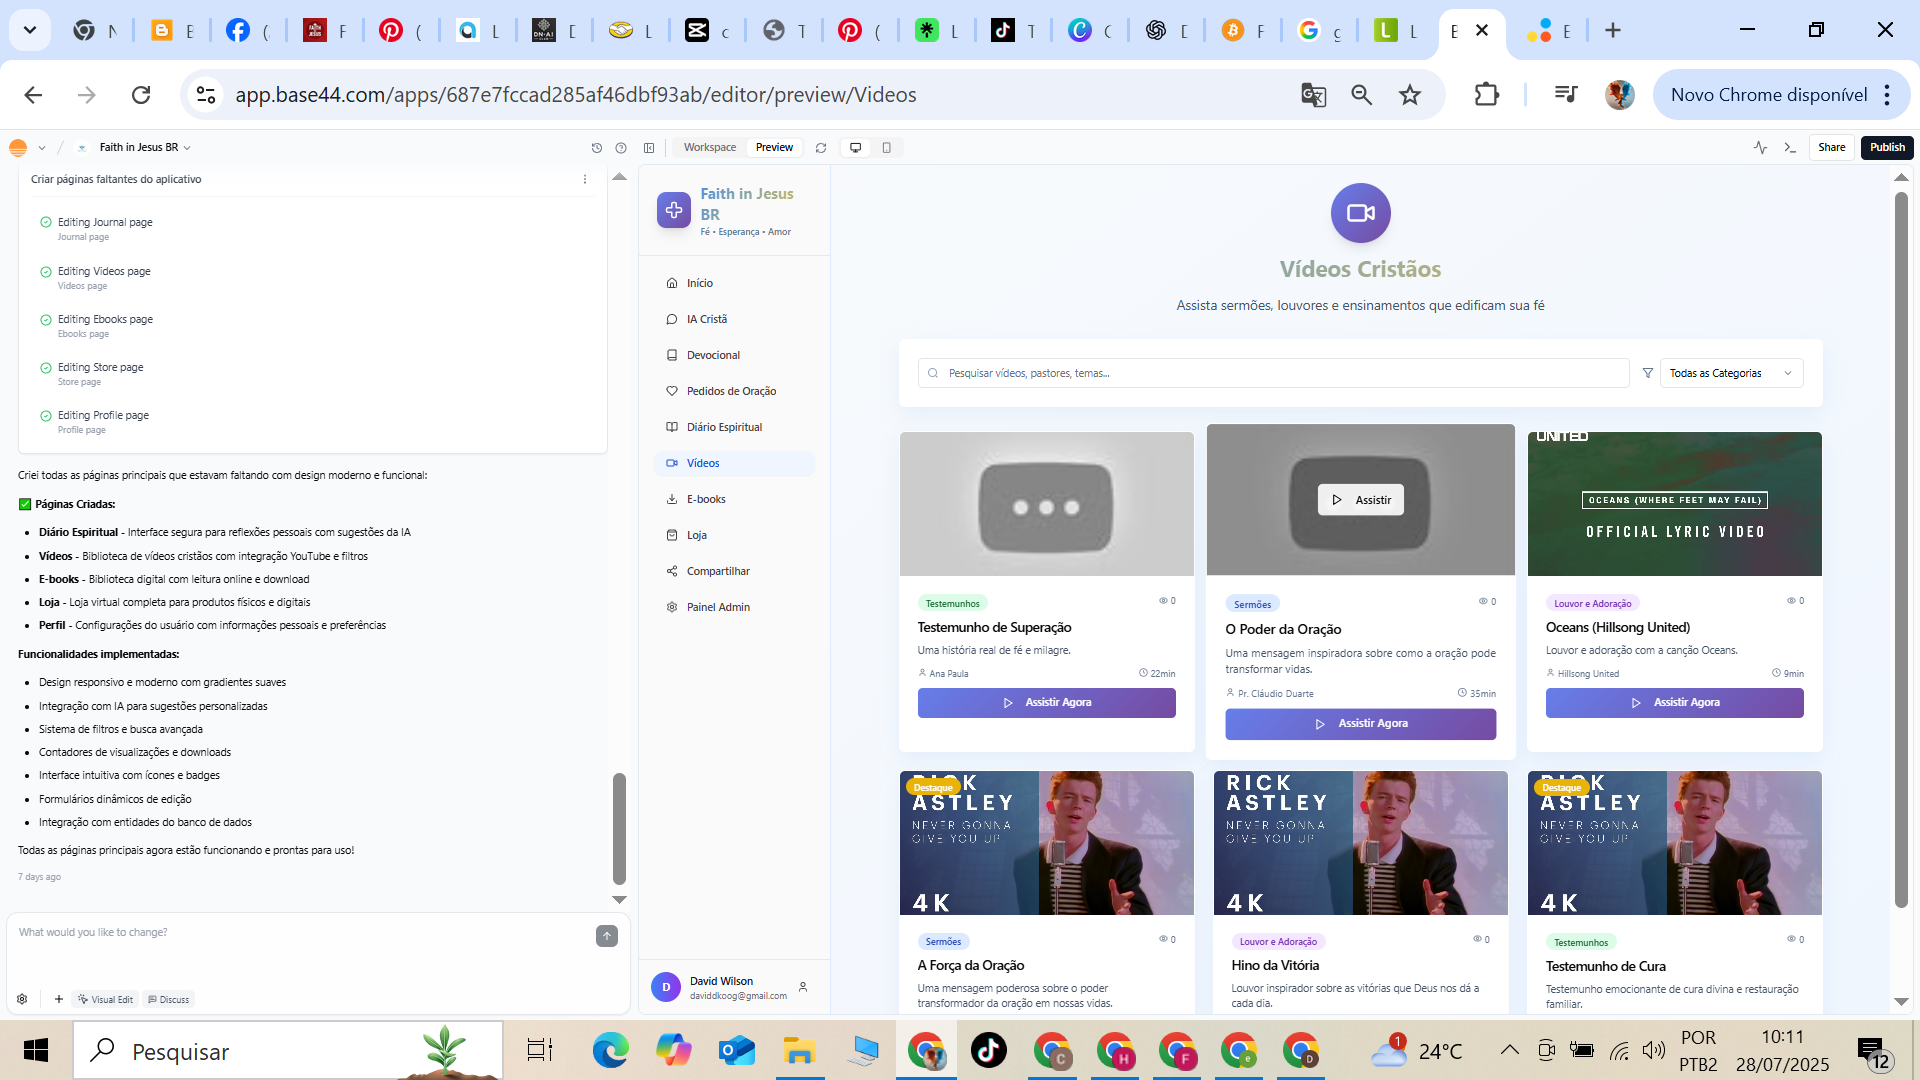 app.base44.com/apps/687e7fccad285af46dbf93ab/editor/preview/Videos
Novo Chrome disponível
Faith in Jesus BR
Workspace
Preview
Share
Publish
Criar páginas faltantes do aplicativo
Editing Journal page
Journal page
Editing Videos page
Videos page
Editing Ebooks page
Ebooks page
Editing Store page
Store page
Editing Profile page
Profile page
Criei todas as páginas principais que estavam faltando com design moderno e funcional:
✅ Páginas Criadas:
Diário Espiritual - Interface segura para reflexões pessoais com sugestões da IA
Vídeos - Biblioteca de vídeos cristãos com integração YouTube e filtros
E-books - Biblioteca digital com leitura online e download
Loja - Loja virtual completa para produtos físicos e digitais
Perfil - Configurações do usuário com informações pessoais e preferências
Funcionalidades implementadas:
Design responsivo e moderno com gradientes suaves
Integração com IA para sugestões personalizadas
Sistema de filtros e busca avançada
Contadores de visualizações e downloads
Interface intuitiva com ícones e badges
Formulários dinâmicos de edição
Integração com entidades do banco de dados
Todas as páginas principais agora estão funcionando e prontas para uso!
7 days ago
What would you like to change?
Visual Edit
Discuss
Faith in Jesus
BR
Fé • Esperança • Amor
Início
IA Cristã
Devocional
Pedidos de Oração
Diário Espiritual
Vídeos
E-books
Loja
Compartilhar
Painel Admin
D
David Wilson
daviddkoog@gmail.com
Vídeos Cristãos
Assista sermões, louvores e ensinamentos que edificam sua fé
Pesquisar vídeos, pastores, temas...
Todas as Categorias
Testemunhos
0
Testemunho de Superação
Uma história real de fé e milagre.
Ana Paula
22min
Assistir Agora
Assistir
Sermões
0
O Poder da Oração
Uma mensagem inspiradora sobre como a oração pode
transformar vidas.
Pr. Cláudio Duarte
35min
Assistir Agora
UNITED
OCEANS (WHERE FEET MAY FAIL)
OFFICIAL LYRIC VIDEO
Louvor e Adoração
0
Oceans (Hillsong United)
Louvor e adoração com a canção Oceans.
Hillsong United
9min
Assistir Agora
Destaque
RICK
ASTLEY
NEVER GONNA
GIVE YOU UP
4K
Sermões
0
A Força da Oração
Uma mensagem poderosa sobre o poder
transformador da oração em nossas vidas.
RICK
ASTLEY
NEVER GONNA
GIVE YOU UP
4K
Louvor e Adoração
0
Hino da Vitória
Louvor inspirador sobre as vitórias que Deus nos dá a
cada dia.
Destaque
RICK
ASTLEY
NEVER GONNA
GIVE YOU UP
4K
Testemunhos
0
Testemunho de Cura
Testemunho emocionante de cura divina e restauração
familiar.
Pesquisar
1
24°C
POR
PTB2
10:11
28/07/2025
12